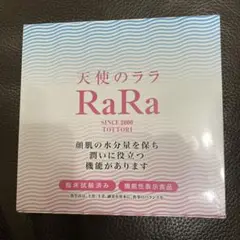 天使のララ
RaRa
SINCE 2000
TOTTORI
顔肌の水分量を保ち
潤いに役立つ
機能があります
臨床試験済み
機能性表示食品